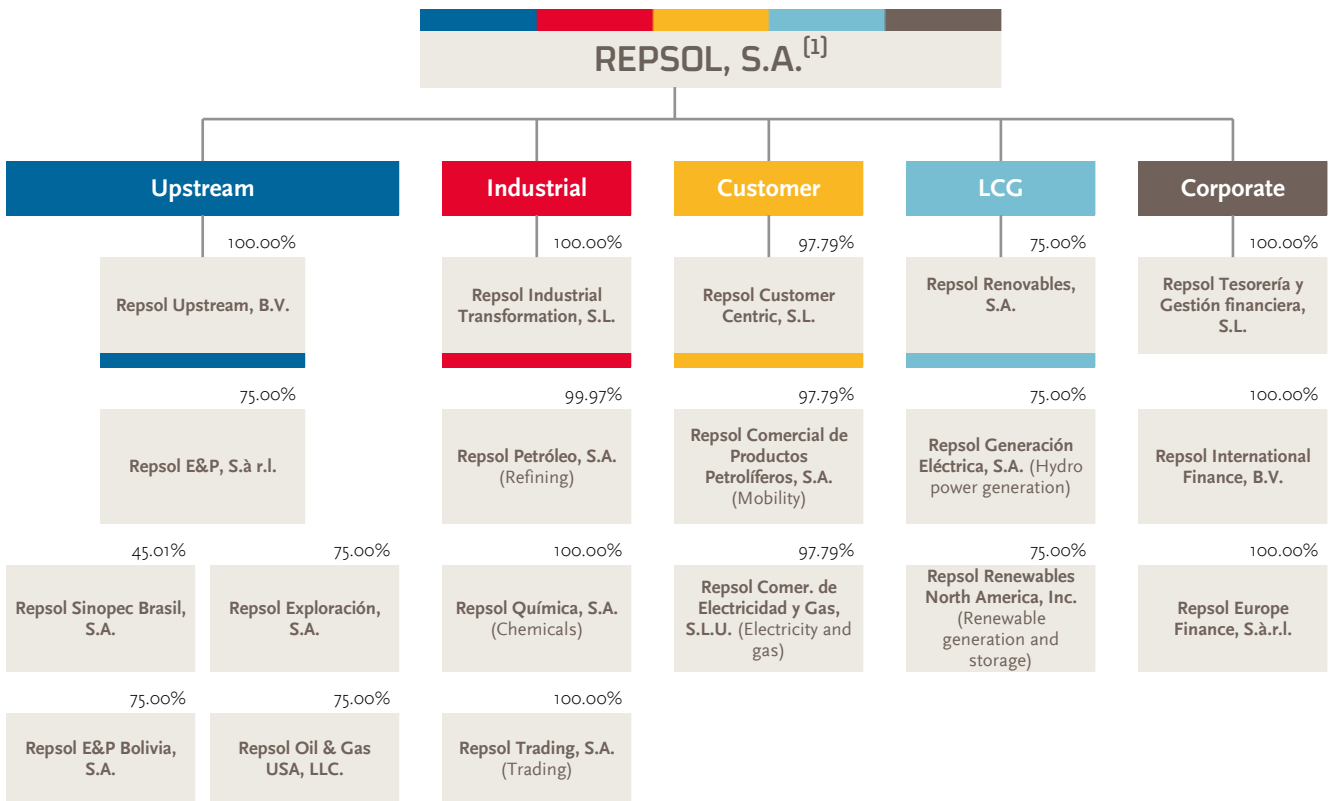 REPSOL, S.A.[1]
Upstream
Industrial
Customer
LCG
Corporate
100.00%
100.00%
97.79%
75.00%
100.00%
Repsol Upstream, B.V.
Repsol Industrial
Transformation, S.L.
Repsol Customer
Centric, S.L.
Repsol Renovables,
S.A.
Repsol Tesorería y
Gestión financiera,
S.L.
75.00%
99.97%
97.79%
75.00%
100.00%
Repsol E&P, S.à r.l.
Repsol Petróleo, S.A.
(Refining)
Repsol Comercial de
Productos
Petrolíferos, S.A.
(Mobility)
Repsol Generación
Eléctrica, S.A. (Hydro
power generation)
Repsol International
Finance, B.V.
45.01%
75.00%
100.00%
97.79%
75.00%
100.00%
Repsol Sinopec Brasil,
S.A.
Repsol Exploración,
S.A.
Repsol Química, S.A.
(Chemicals)
Repsol Comer. de
Electricidad y Gas,
S.L.U. (Electricity and
gas)
Repsol Renewables
North America, Inc.
(Renewable
generation and
storage)
Repsol Europe
Finance, S.à.r.l.
75.00%
75.00%
100.00%
Repsol E&P Bolivia,
S.A.
Repsol Oil & Gas
USA, LLC.
Repsol Trading, S.A.
(Trading)